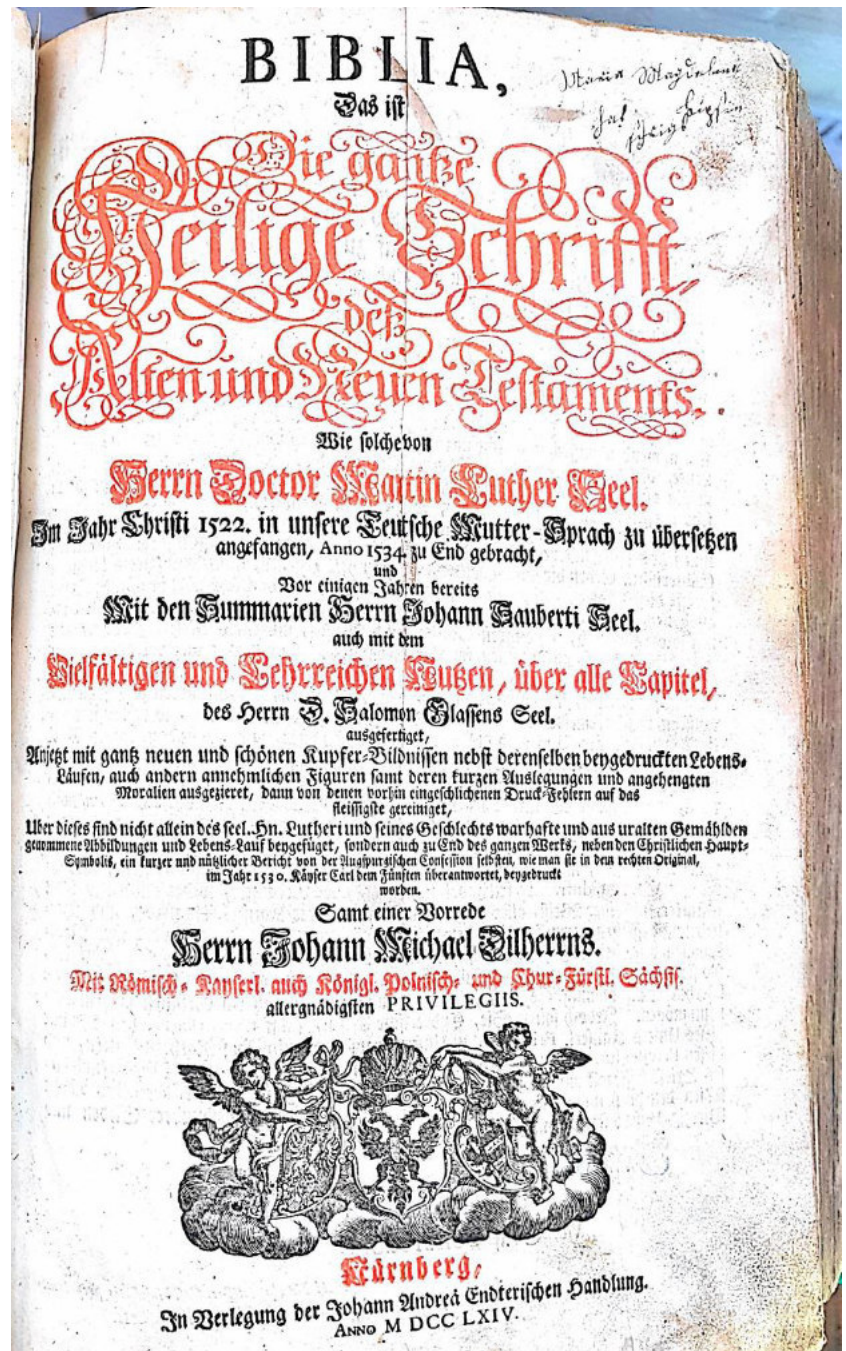 BIBLIA,
Das ist
Die gantze
Heilige Schrifft,
deß
Alten und Neuen Testaments.
Wie solche von
Herrn Doctor Martin Luther Seel.
Im Jahr Christi 1522. in unsere Teutsche Mutter-Sprach zu übersetzen
angefangen, Anno 1534. zu End gebracht,
und
Vor einigen Jahren bereits
Mit den Summarien Herrn Johann Sauberti Seel.
auch mit dem
Vielfältigen und Lehrreichen Nutzen, über alle Capitel,
des Herrn D. Salomon Glassens Seel.
ausgefertiget,
Anjetzt mit gantz neuen und schönen Kupfer-Bildnissen nebst derenselben beygedruckten Lebens-
Läufen, auch andern annehmlichen Figuren samt deren kurzen Auslegungen und angehengten
Moralien ausgezieret, dann von denen vorhin eingeschlichenen Druck-Fehlern auf das
fleissigste gereiniget,
Uber dieses sind nicht allein des seel. Hn. Lutheri und seines Geschlechts warhafte und aus uralten Gemählden
genommene Abbildungen und Lebens-Lauf beygefüget, sondern auch zu End des ganzen Werks, neben den Christlichen Haupt-
Symbolis, ein kurzer und nützlicher Bericht von der Augspurgischen Confession selbsten, wie man sie in dem rechten Original,
im Jahr 1530. Käyser Carl dem Fünften überantwortet, beygedruckt
worden.
Samt einer Vorrede
Herrn Johann Michael Dilherrns.
Mit Römisch-Kayserl. auch Königl. Polnisch- und Chur-Fürstl. Sächsis.
allergnädigsten PRIVILEGIIS.
Nürnberg,
In Verlegung der Johann Andreä Endterischen Handlung.
ANNO M DCC LXIV.
Maria Magdalena
hat